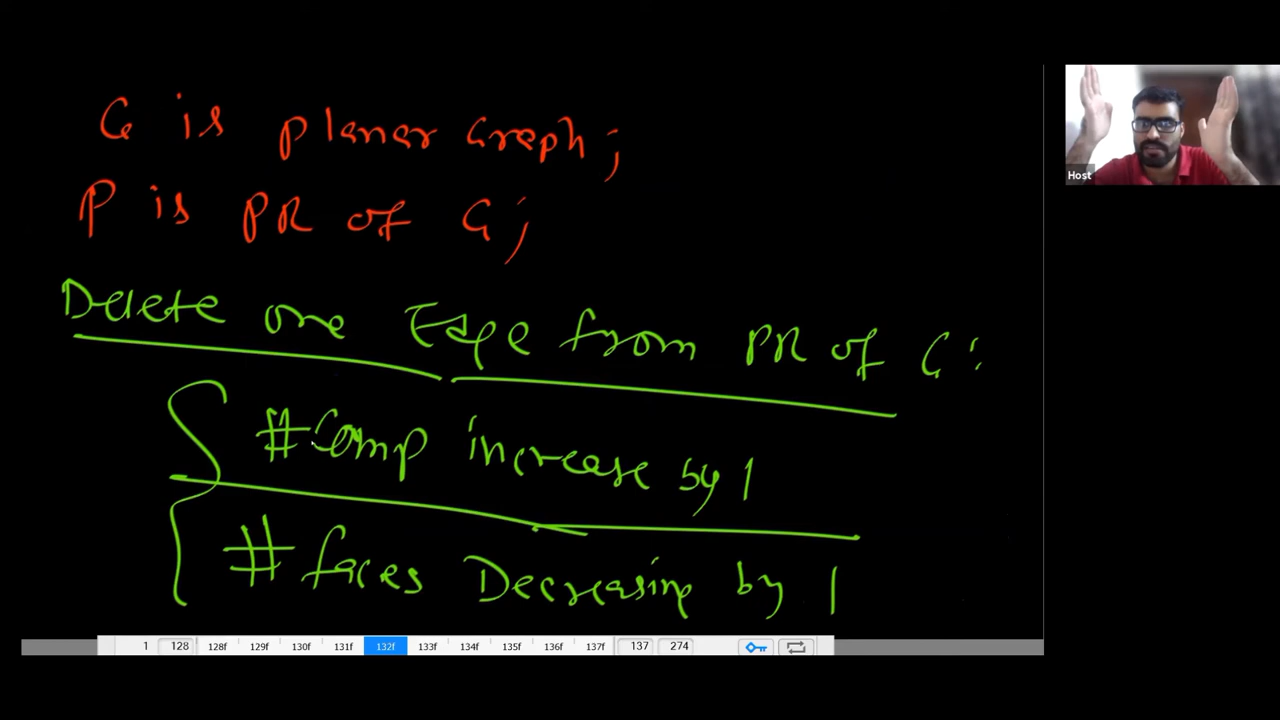 G is planar Graph;
P is PR of G;
Delete one Edge from PR of G:
#Comp increase by 1
#faces Decreasing by 1
Host
1 128 128f 129f 130f 131f 132f 133f 134f 135f 136f 137f 137 274